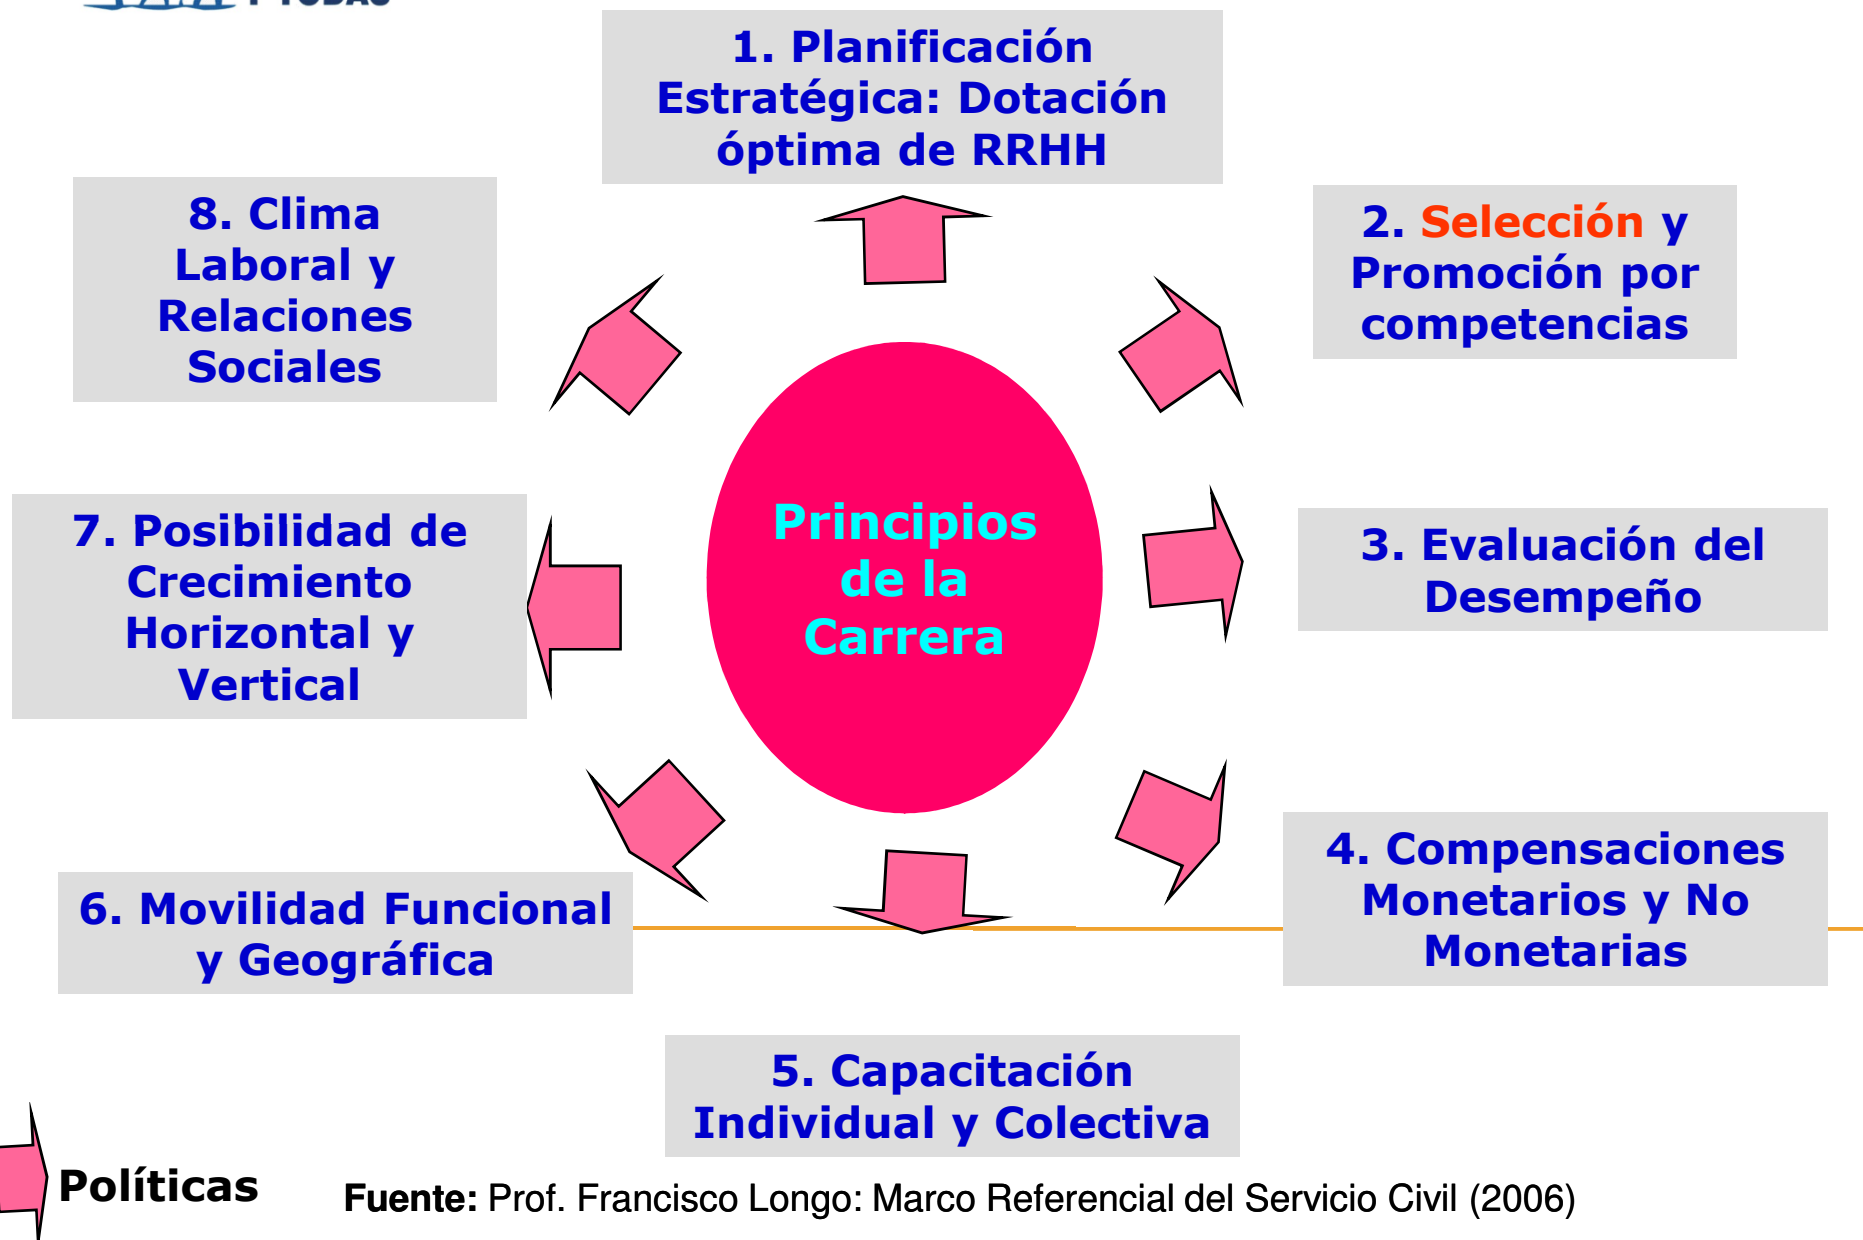 Y TODAS
1. Planificación
Estratégica: Dotación
óptima de RRHH
2. Selección y
Promoción por
competencias
3. Evaluación del
Desempeño
4. Compensaciones
Monetarios y No
Monetarias
5. Capacitación
Individual y Colectiva
6. Movilidad Funcional
y Geográfica
7. Posibilidad de
Crecimiento
Horizontal y
Vertical
8. Clima
Laboral y
Relaciones
Sociales
Principios
de la
Carrera
Políticas
Fuente: Prof. Francisco Longo: Marco Referencial del Servicio Civil (2006)